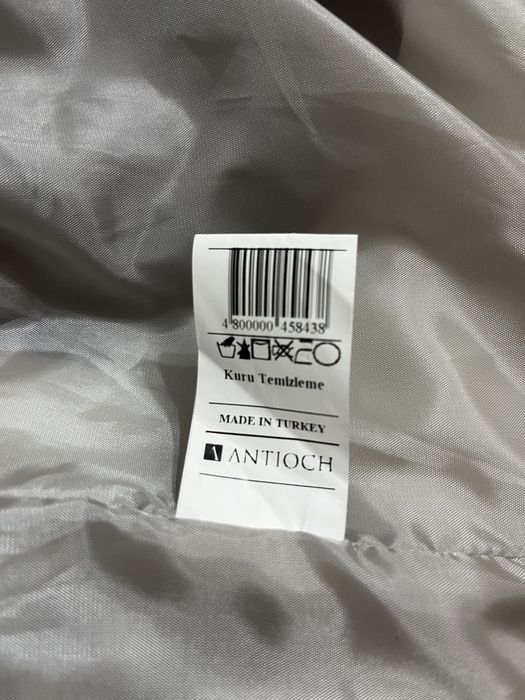 4 800000 458438
Kuru Temizleme
MADE IN TURKEY
ANTIOCH